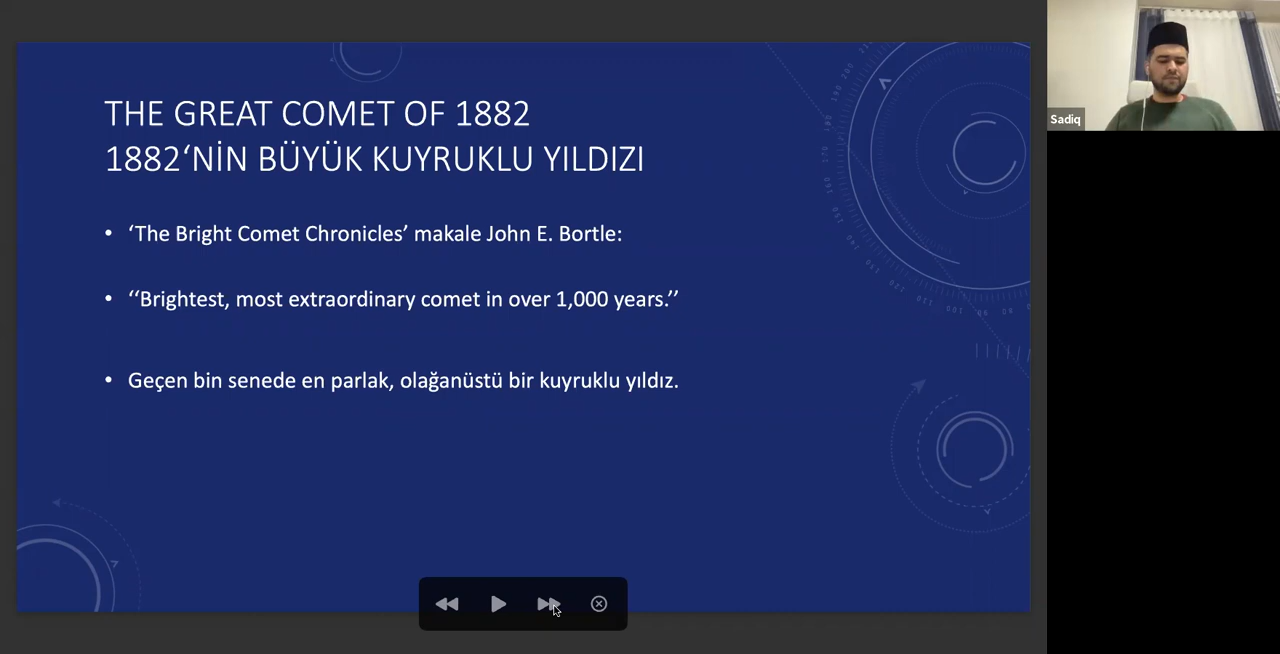 THE GREAT COMET OF 1882
1882‘NİN BÜYÜK KUYRUKLU YILDIZI
• ‘The Bright Comet Chronicles’ makale John E. Bortle:
• ‘‘Brightest, most extraordinary comet in over 1,000 years.’’
• Geçen bin senede en parlak, olağanüstü bir kuyruklu yıldız.
Sadiq